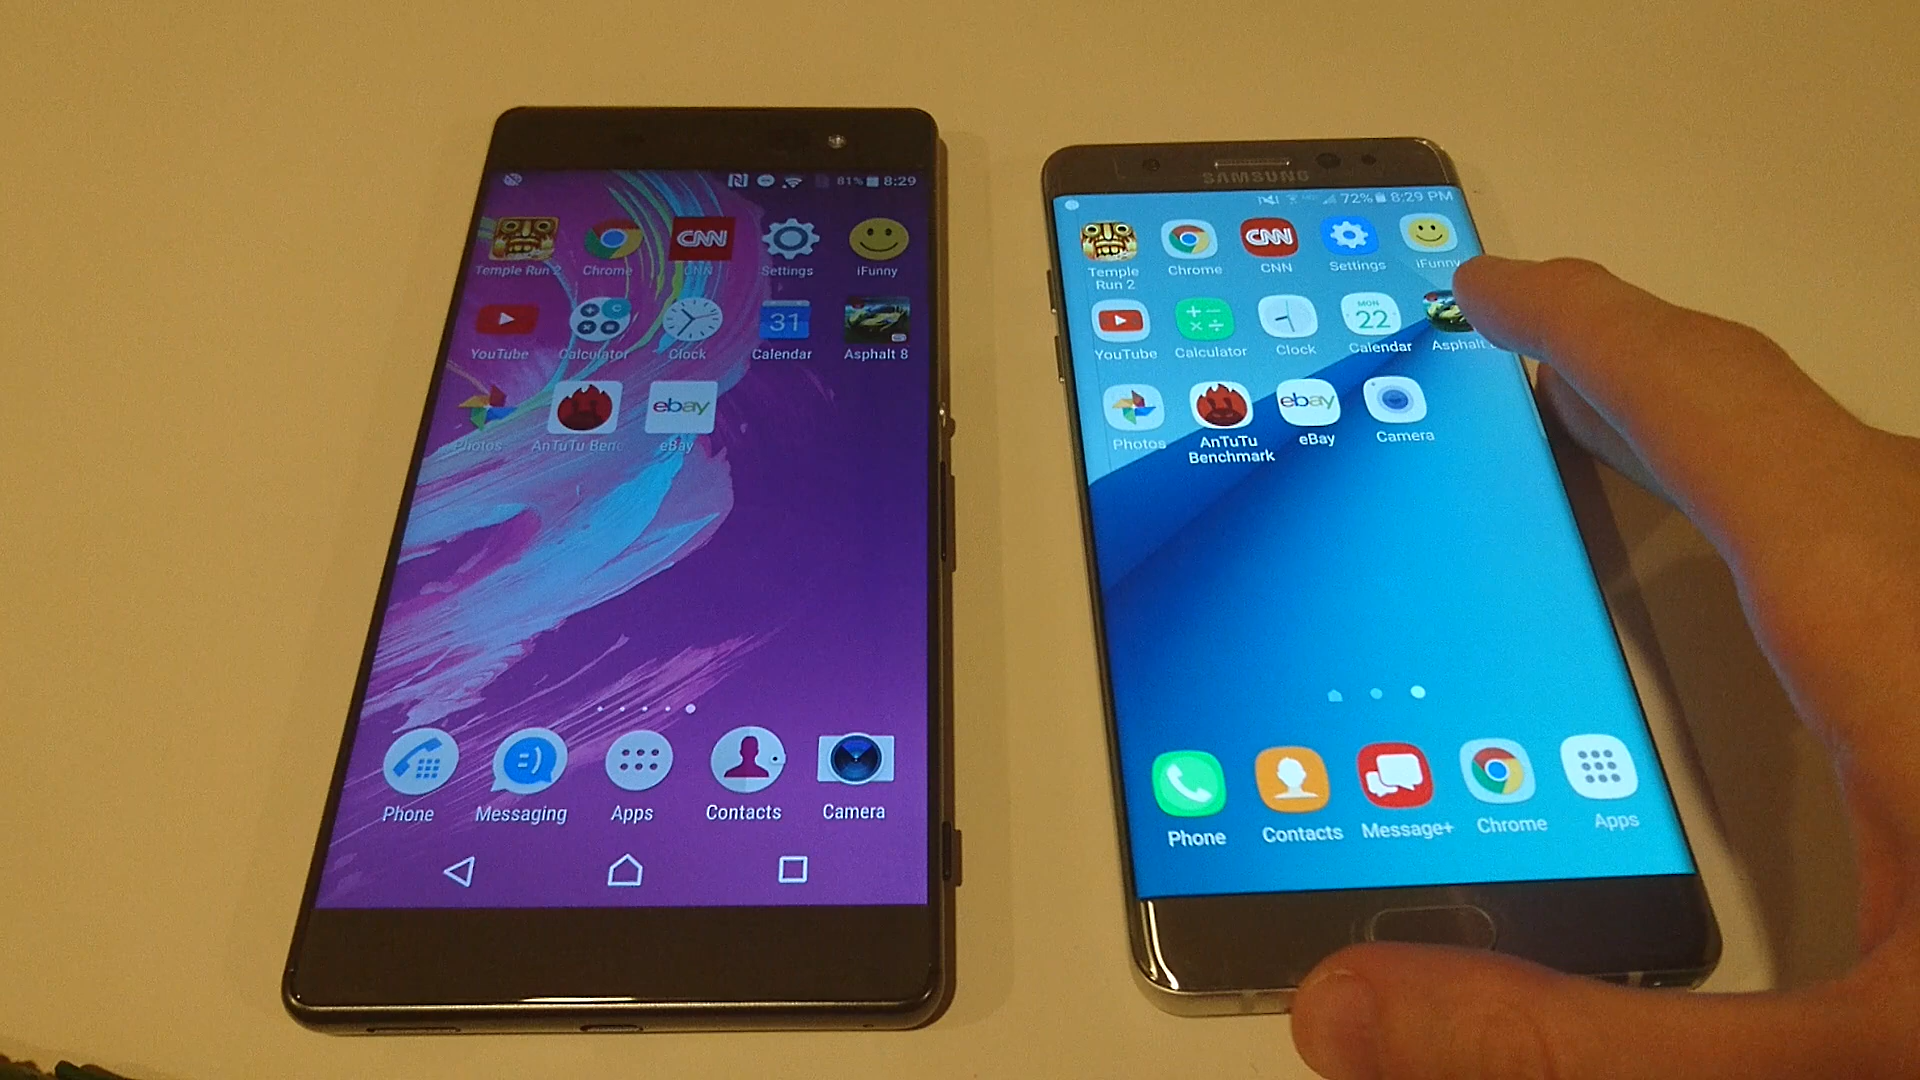 81% 8:29
Temple Run 2 Chrome CNN Settings iFunny
CNN
YouTube Calculator Clock Calendar Asphalt 8
31
Photos AnTuTu Benc eBay
ebay
Phone Messaging Apps Contacts Camera
SAMSUNG
72% 8:29 PM
CNN
Temple Run 2 Chrome CNN Settings iFunny
MON
22
YouTube Calculator Clock Calendar Asphalt
ebay
Photos AnTuTu Benchmark eBay Camera
Phone Contacts Message+ Chrome Apps